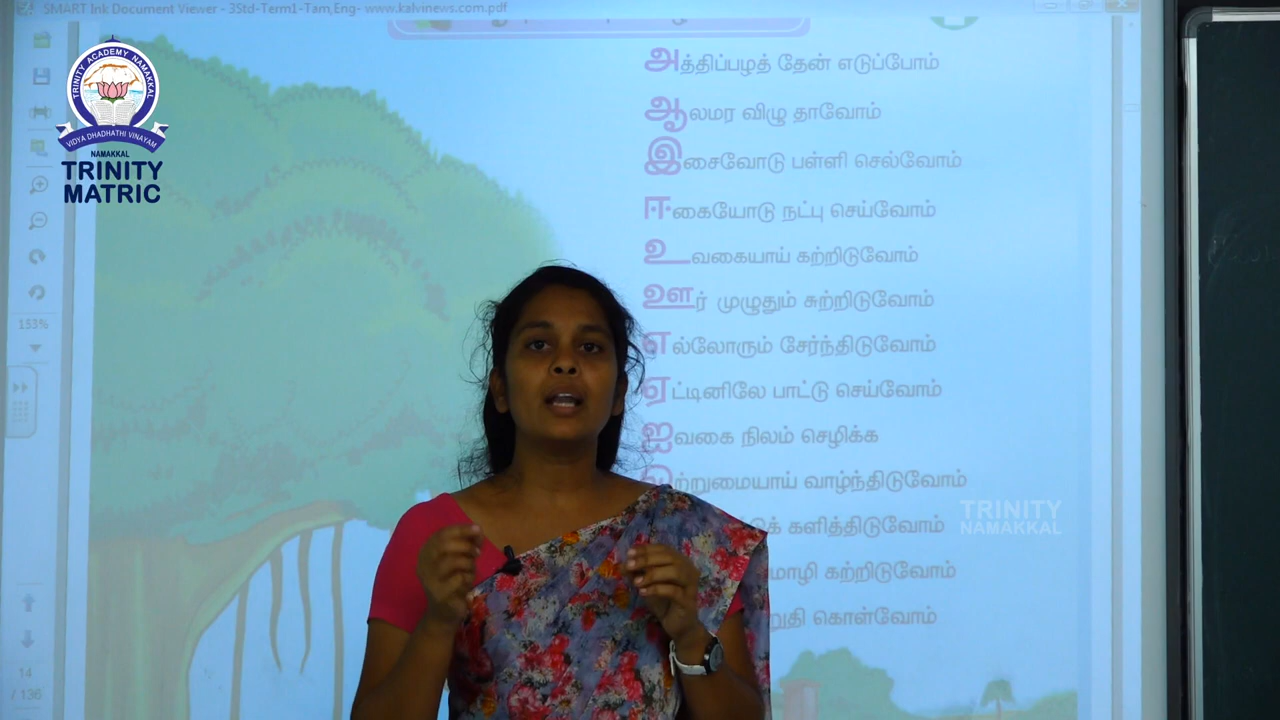 SMART Ink Document Viewer - 3Std-Term1-Tam,Eng- www.kalvinews.com.pdf
TRINITY ACADEMY NAMAKKAL
VIDYA DHADHATHI VINAYAM
NAMAKKAL
TRINITY
MATRIC
அத்திப்பழத் தேன் எடுப்போம்
ஆலமர விழு தாவோம்
இசைவோடு பள்ளி செல்வோம்
ஈகையோடு நட்பு செய்வோம்
உவகையாய் கற்றிடுவோம்
ஊர் முழுதும் சுற்றிடுவோம்
எல்லோரும் சேர்ந்திடுவோம்
ஏட்டினிலே பாட்டு செய்வோம்
ஐவகை நிலம் செழிக்க
ஒற்றுமையாய் வாழ்ந்திடுவோம்
களித்திடுவோம்
கற்றிடுவோம்
கொள்வோம்
153%
14
/ 136
TRINITY
NAMAKKAL